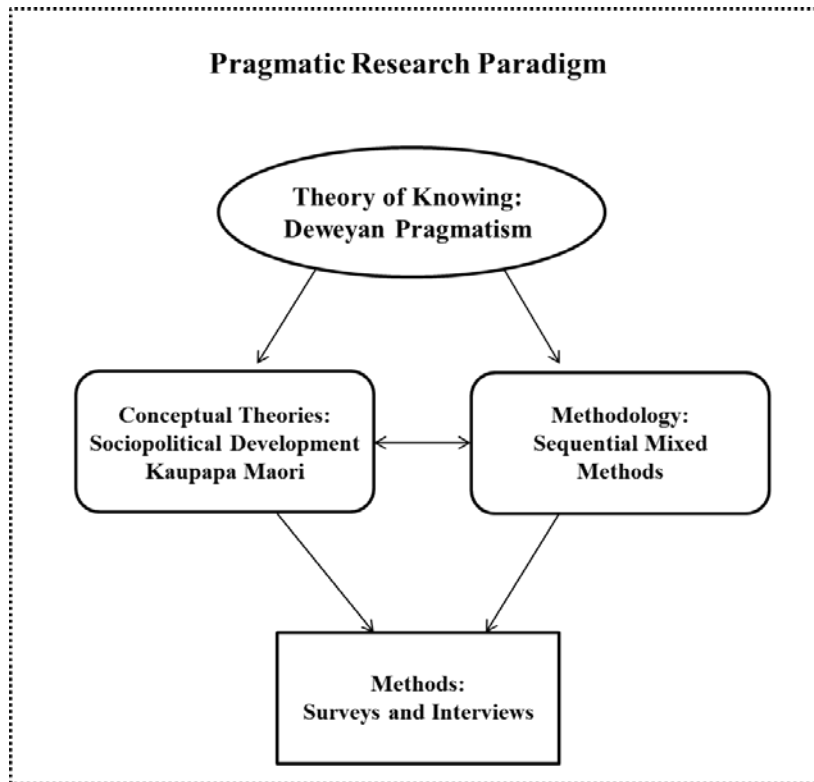 Pragmatic Research Paradigm
Theory of Knowing:
Deweyan Pragmatism
Conceptual Theories:
Sociopolitical Development
Kaupapa Maori
Methodology:
Sequential Mixed
Methods
Methods:
Surveys and Interviews